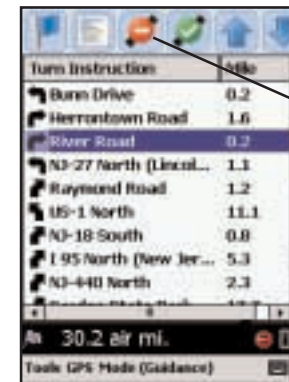 Turn Instruction Mile
Bunn Drive 0.2
Herrontown Road 1.6
River Road 0.2
NJ-27 North (Lincol... 1.1
Raymond Road 1.2
US-1 North 11.1
NJ-18 South 0.8
I 95 North (New Jer... 5.3
NJ-440 North 2.3
30.2 air mi.
Tools GPS Mode (Guidance)